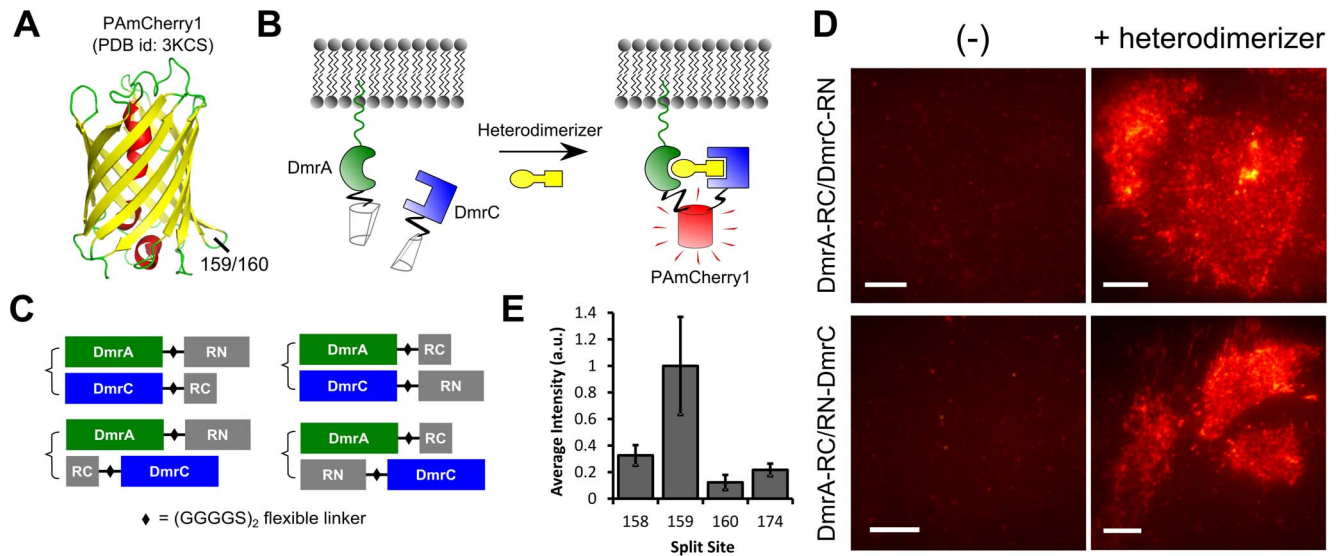 A
PAmCherry1
(PDB id: 3KCS)
159/160
B
DmrA
DmrC
Heterodimerizer
PAmCherry1
C
DmrA
RN
DmrC
RC
DmrA
RC
DmrC
RN
DmrA
RN
RC
DmrC
DmrA
RC
RN
DmrC
♦ = (GGGGS)2 flexible linker
D
(-)
+ heterodimerizer
DmrA-RC/DmrC-RN
DmrA-RC/RN-DmrC
E
Average Intensity (a.u.)
1.4
1.2
1
0.8
0.6
0.4
0.2
0
158
159
160
174
Split Site